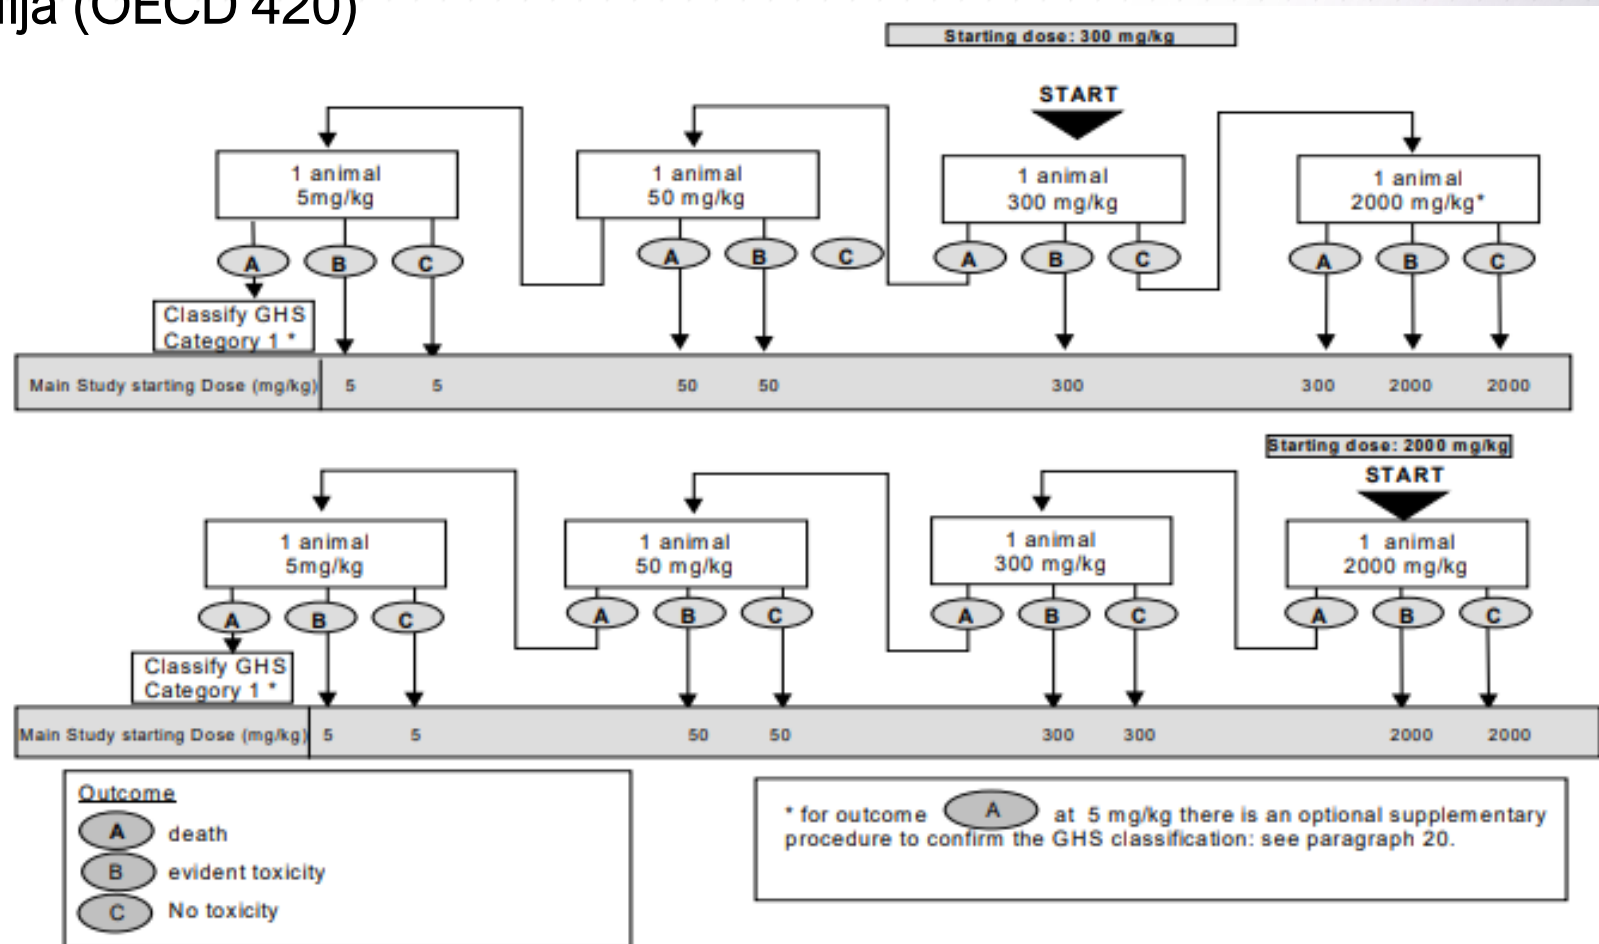 ilja (OECD 420)
Starting dose: 300 mg/kg
START
1 animal
5mg/kg
1 animal
50 mg/kg
1 animal
300 mg/kg
1 animal
2000 mg/kg*
A B C A B C A B C A B C
Classify GHS
Category 1 *
Main Study starting Dose (mg/kg) 5 5 50 50 300 300 2000 2000
Starting dose: 2000 mg/kg
START
1 animal
5mg/kg
1 animal
50 mg/kg
1 animal
300 mg/kg
1 animal
2000 mg/kg
A B C A B C A B C A B C
Classify GHS
Category 1 *
Main Study starting Dose (mg/kg) 5 5 50 50 300 300 2000 2000
Outcome
A death
B evident toxicity
C No toxicity
* for outcome A at 5 mg/kg there is an optional supplementary
procedure to confirm the GHS classification: see paragraph 20.